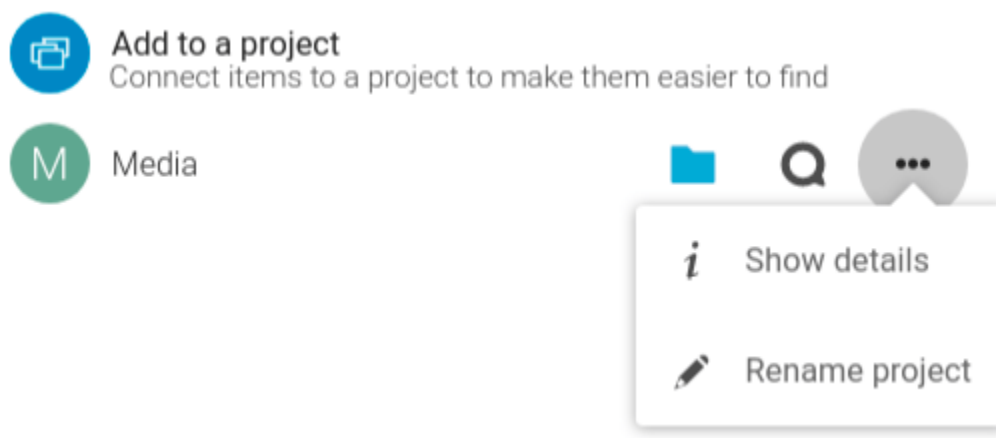 Add to a project
Connect items to a project to make them easier to find
M Media
Show details
Rename project